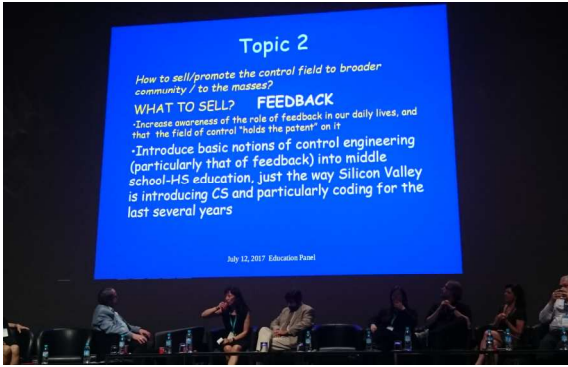 Topic 2
How to sell/promote the control field to broader
community / to the masses?
WHAT TO SELL? FEEDBACK
•Increase awareness of the role of feedback in our daily lives, and
that the field of control "holds the patent" on it
•Introduce basic notions of control engineering
(particularly that of feedback) into middle
school-HS education, just the way Silicon Valley
is introducing CS and particularly coding for the
last several years
July 12, 2017 Education Panel